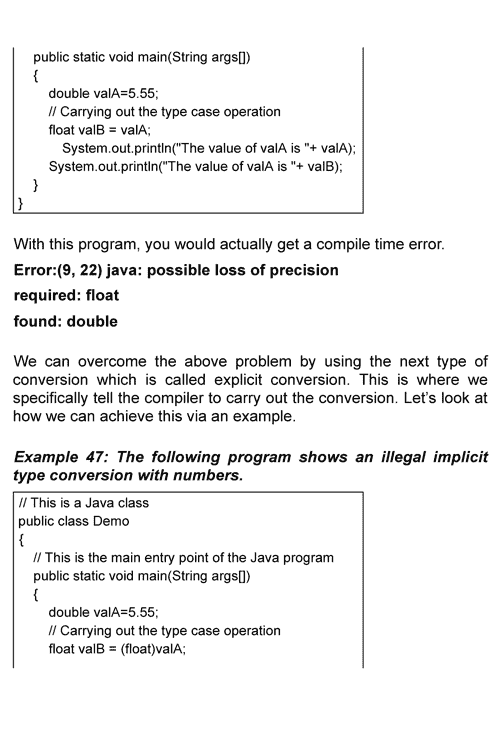 public static void main(String args[])
{
double valA=5.55;
// Carrying out the type case operation
float valB = valA;
System.out.println("The value of valA is "+ valA);
System.out.println("The value of valA is "+ valB);
}
}
With this program, you would actually get a compile time error.
Error:(9, 22) java: possible loss of precision
required: float
found: double
We can overcome the above problem by using the next type of
conversion which is called explicit conversion. This is where we
specifically tell the compiler to carry out the conversion. Let’s look at
how we can achieve this via an example.
Example 47: The following program shows an illegal implicit
type conversion with numbers.
// This is a Java class
public class Demo
{
// This is the main entry point of the Java program
public static void main(String args[])
{
double valA=5.55;
// Carrying out the type case operation
float valB = (float)valA;